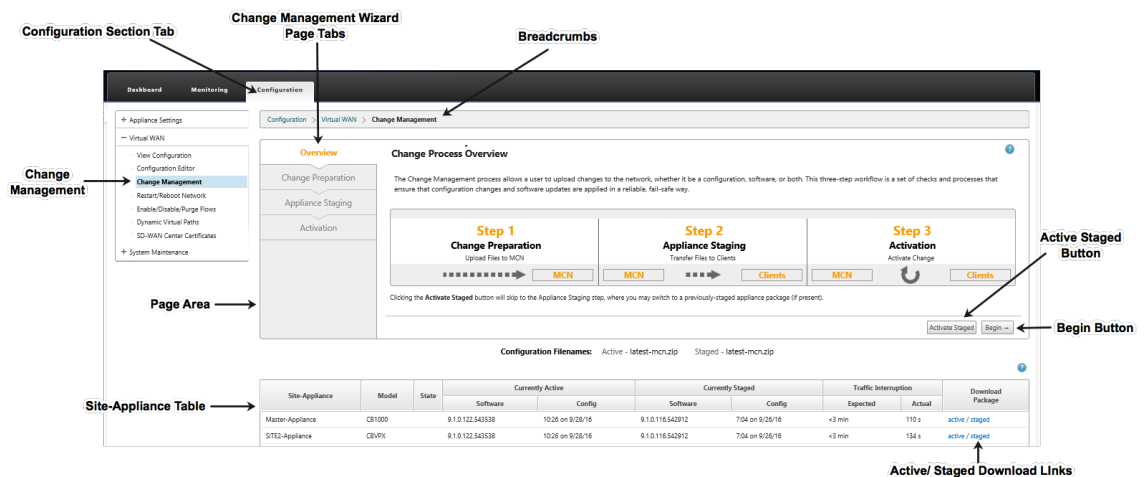 Change Management Wizard
Page Tabs
Configuration Section Tab
Breadcrumbs
Dashboard Monitoring Configuration
+ Appliance Settings
− Virtual WAN
View Configuration
Configuration Editor
Change Management
Restart/Reboot Network
Enable/Disable/Purge Flows
Dynamic Virtual Paths
SD-WAN Center Certificates
+ System Maintenance
Change
Management
Configuration > Virtual WAN > Change Management
Overview
Change Preparation
Appliance Staging
Activation
Page Area
Change Process Overview
?
The Change Management process allows a user to upload changes to the network, whether it be a configuration, software, or both. This three-step workflow is a set of checks and processes that
ensure that configuration changes and software updates are applied in a reliable, fail-safe way.
Step 1
Change Preparation
Upload Files to MCN
MCN
Step 2
Appliance Staging
Transfer Files to Clients
MCN Clients
Step 3
Activation
Activate Change
MCN Clients
Active Staged
Button
Clicking the Activate Staged button will skip to the Appliance Staging step, where you may switch to a previously-staged appliance package (if present).
Activate Staged Begin →
Begin Button
Configuration Filenames: Active - latest-mcn.zip Staged - latest-mcn.zip
?
Site-Appliance Table
Site-Appliance Model State Currently Active Currently Staged Traffic Interruption Download Package
Software Config Software Config Expected Actual
Master-Appliance CB1000 9.1.0.122.543538 10:26 on 9/28/16 9.1.0.116.542912 7:04 on 9/26/16 <3 min 110 s active / staged
SITE2-Appliance CBVPX 9.1.0.122.543538 10:26 on 9/28/16 9.1.0.116.542912 7:04 on 9/26/16 <3 min 134 s active / staged
Active/ Staged Download LInks